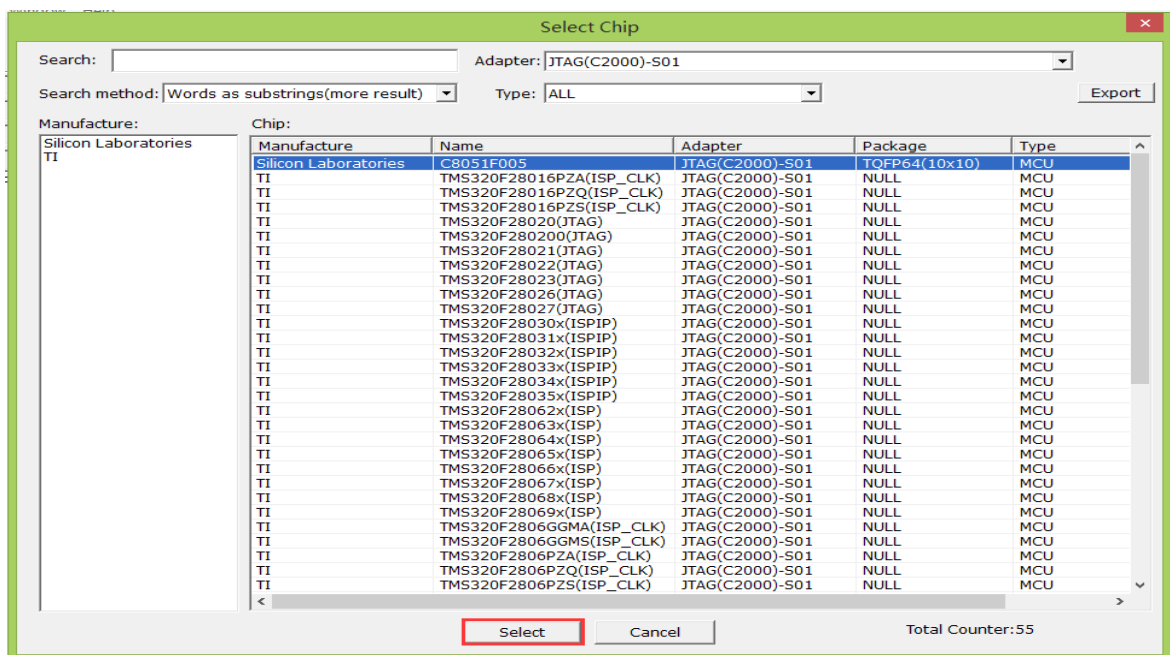 Select Chip
Search:
Adapter: JTAG(C2000)-S01
Search method: Words as substrings(more result)
Type: ALL
Export
Manufacture:
Chip:
Silicon Laboratories
TI
Manufacture Name Adapter Package Type
Silicon Laboratories C8051F005 JTAG(C2000)-S01 TQFP64(10x10) MCU
TI TMS320F28016PZA(ISP_CLK) JTAG(C2000)-S01 NULL MCU
TI TMS320F28016PZQ(ISP_CLK) JTAG(C2000)-S01 NULL MCU
TI TMS320F28016PZS(ISP_CLK) JTAG(C2000)-S01 NULL MCU
TI TMS320F28020(JTAG) JTAG(C2000)-S01 NULL MCU
TI TMS320F280200(JTAG) JTAG(C2000)-S01 NULL MCU
TI TMS320F28021(JTAG) JTAG(C2000)-S01 NULL MCU
TI TMS320F28022(JTAG) JTAG(C2000)-S01 NULL MCU
TI TMS320F28023(JTAG) JTAG(C2000)-S01 NULL MCU
TI TMS320F28026(JTAG) JTAG(C2000)-S01 NULL MCU
TI TMS320F28027(JTAG) JTAG(C2000)-S01 NULL MCU
TI TMS320F28030x(ISPIP) JTAG(C2000)-S01 NULL MCU
TI TMS320F28031x(ISPIP) JTAG(C2000)-S01 NULL MCU
TI TMS320F28032x(ISPIP) JTAG(C2000)-S01 NULL MCU
TI TMS320F28033x(ISPIP) JTAG(C2000)-S01 NULL MCU
TI TMS320F28034x(ISPIP) JTAG(C2000)-S01 NULL MCU
TI TMS320F28035x(ISPIP) JTAG(C2000)-S01 NULL MCU
TI TMS320F28062x(ISP) JTAG(C2000)-S01 NULL MCU
TI TMS320F28063x(ISP) JTAG(C2000)-S01 NULL MCU
TI TMS320F28064x(ISP) JTAG(C2000)-S01 NULL MCU
TI TMS320F28065x(ISP) JTAG(C2000)-S01 NULL MCU
TI TMS320F28066x(ISP) JTAG(C2000)-S01 NULL MCU
TI TMS320F28067x(ISP) JTAG(C2000)-S01 NULL MCU
TI TMS320F28068x(ISP) JTAG(C2000)-S01 NULL MCU
TI TMS320F28069x(ISP) JTAG(C2000)-S01 NULL MCU
TI TMS320F2806GGMA(ISP_CLK) JTAG(C2000)-S01 NULL MCU
TI TMS320F2806GGMS(ISP_CLK) JTAG(C2000)-S01 NULL MCU
TI TMS320F2806PZA(ISP_CLK) JTAG(C2000)-S01 NULL MCU
TI TMS320F2806PZQ(ISP_CLK) JTAG(C2000)-S01 NULL MCU
TI TMS320F2806PZS(ISP_CLK) JTAG(C2000)-S01 NULL MCU
Select
Cancel
Total Counter:55